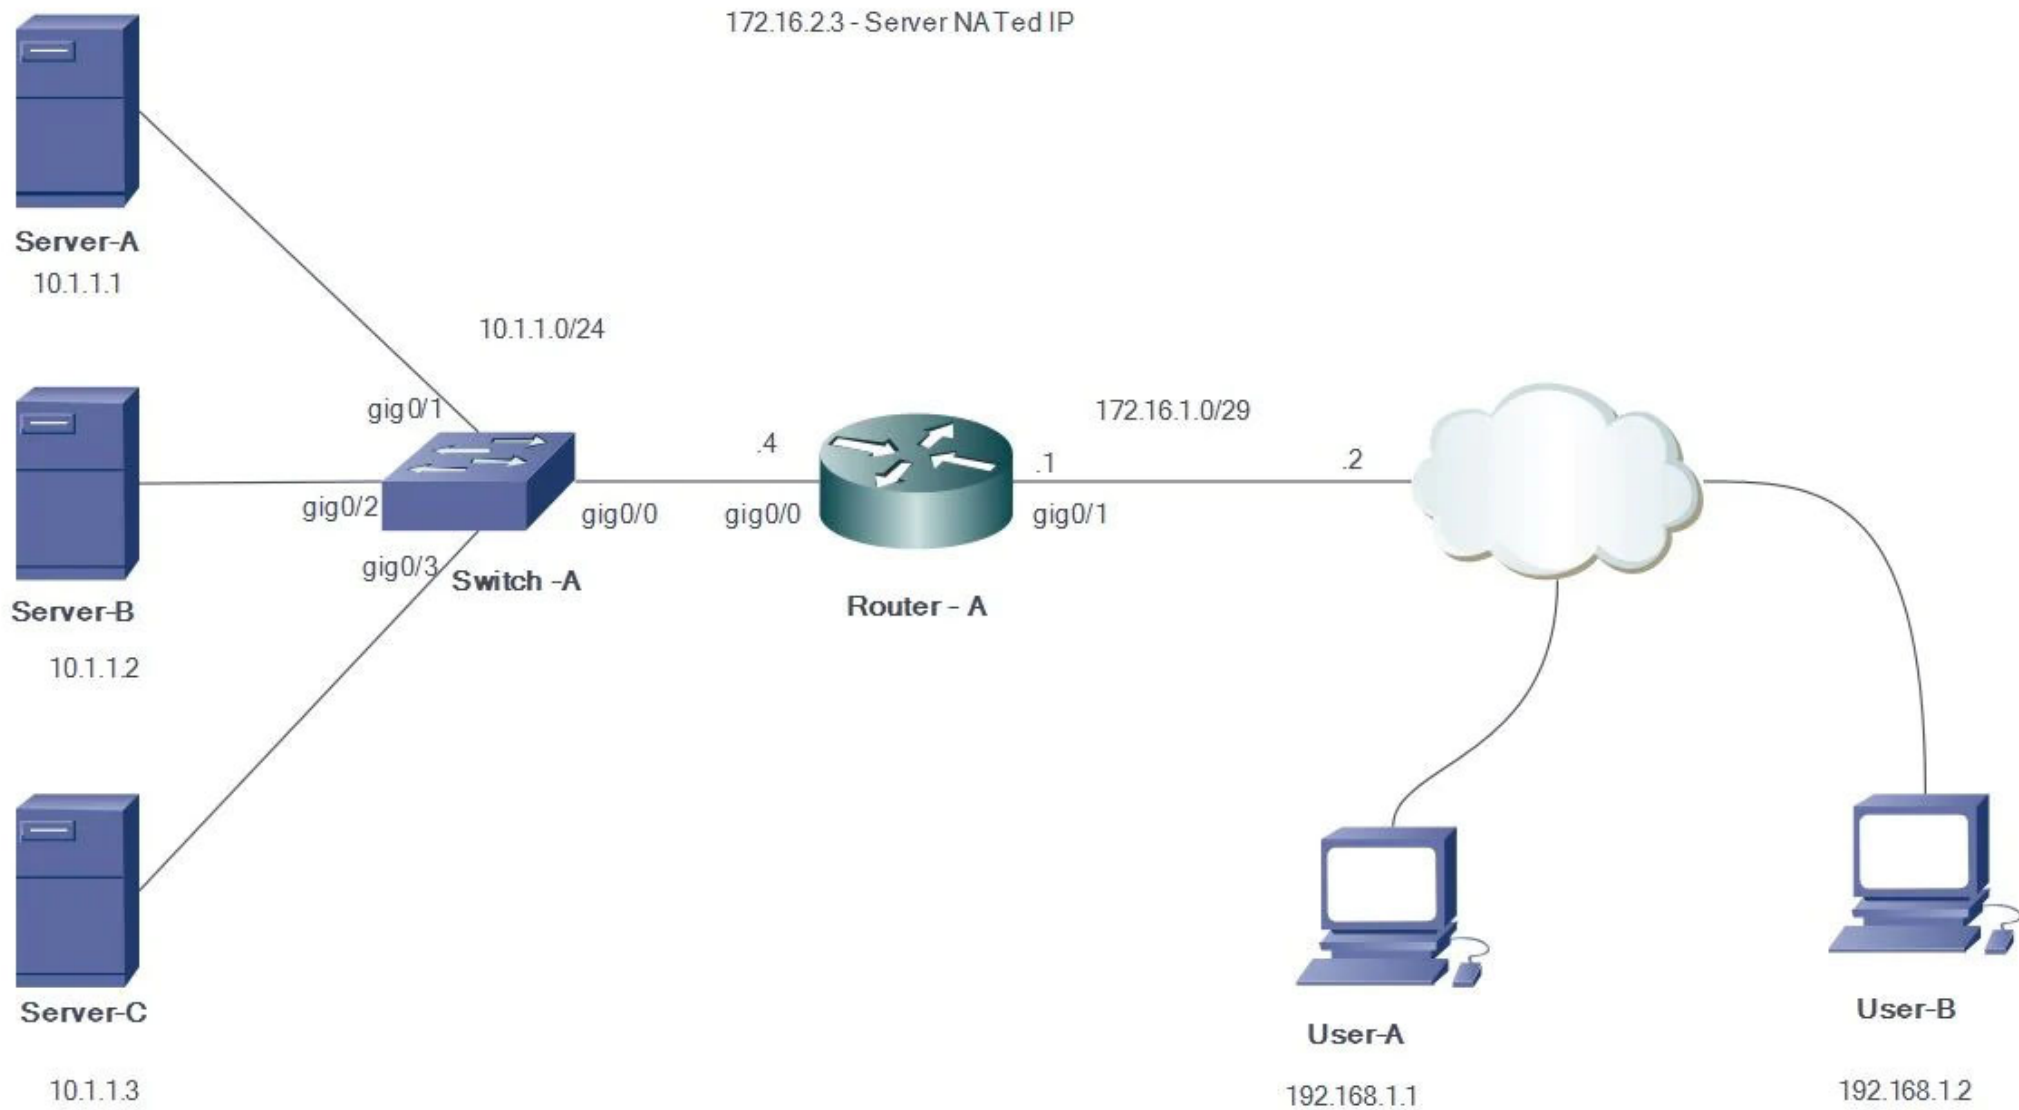 172.16.2.3 - Server NATed IP
Server-A
10.1.1.1
10.1.1.0/24
gig0/1
172.16.1.0/29
.4
.1
.2
gig0/2
gig0/0
gig0/0
gig0/1
gig0/3
Switch -A
Router - A
Server-B
10.1.1.2
Server-C
10.1.1.3
User-A
192.168.1.1
User-B
192.168.1.2